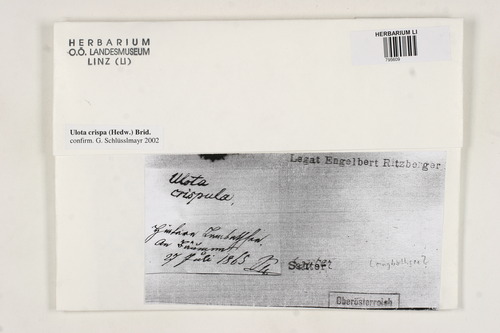 HERBARIUM
O.Ö. LANDESMUSEUM
LINZ (LI)
HERBARIUM LI
Ulota crispa (Hedw.) Brid.
confirm. G. Schlüsslmayr 2002
Legat Engelbert Ritzberger
Ulota
crispula.
An Bäumen
27 Juli 1865
Sauter
Oberösterreich